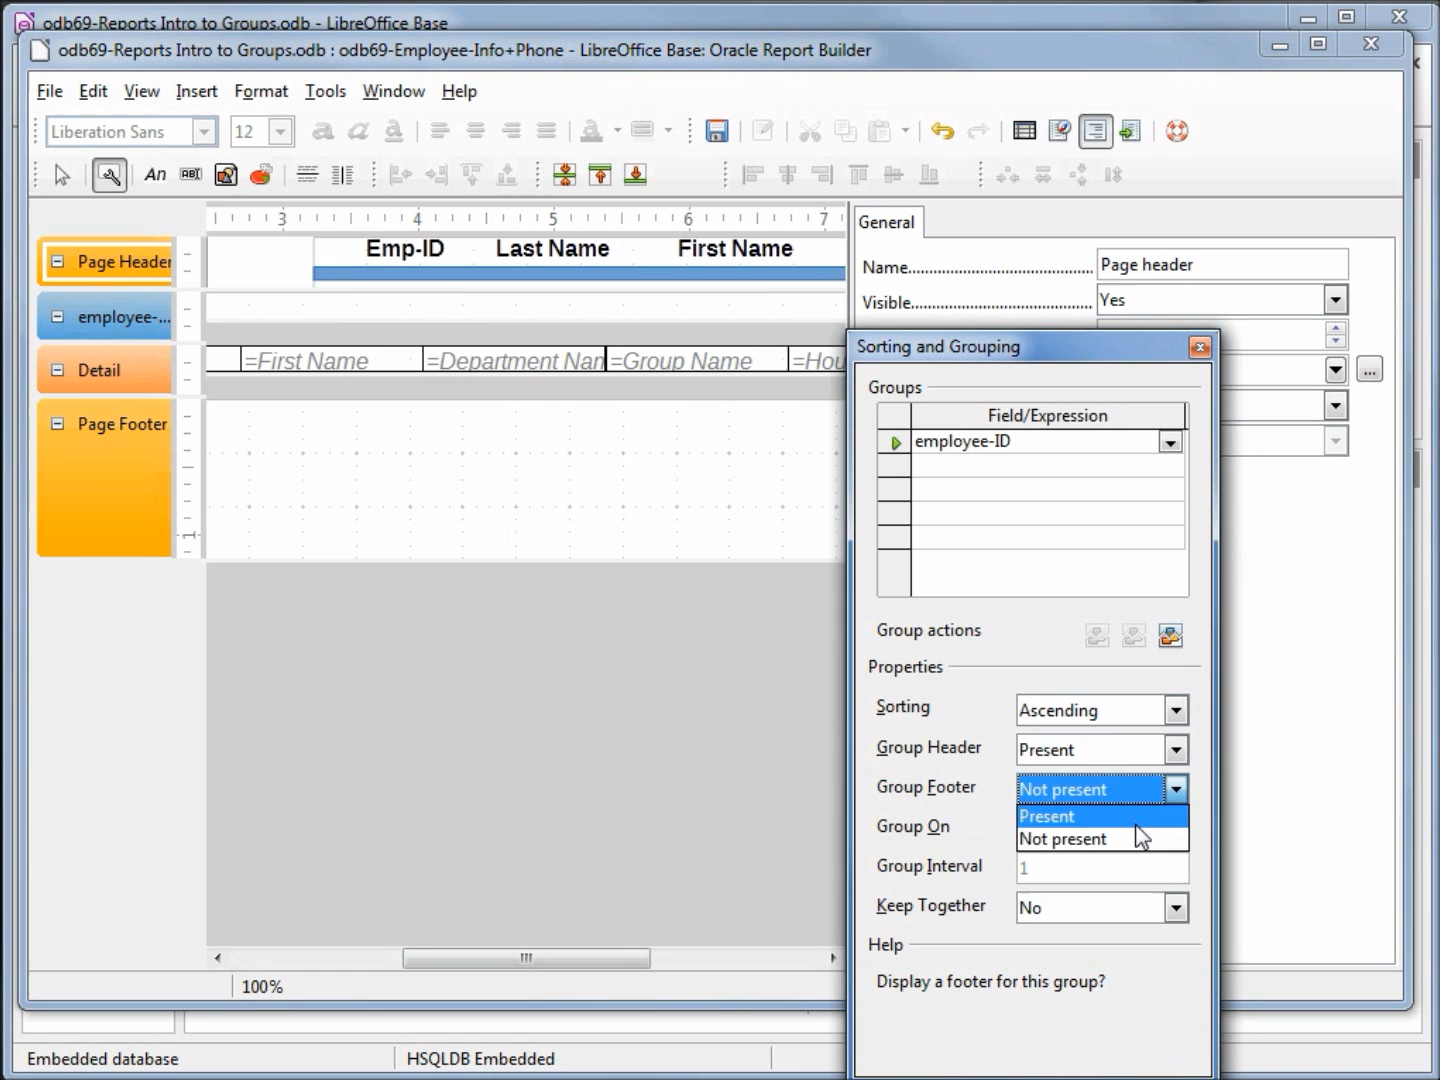 odb69-Reports Intro to Groups.odb - LibreOffice Base
odb69-Reports Intro to Groups.odb : odb69-Employee-Info+Phone - LibreOffice Base: Oracle Report Builder
File Edit View Insert Format Tools Window Help
Liberation Sans 12
An ABI
3 4 5 6 7
General
Page Header
Emp-ID Last Name First Name
Name Page header
employee-...
Visible Yes
Detail
=First Name =Department Nan =Group Name =Hou
...
Page Footer
1
Sorting and Grouping
Groups
Field/Expression
employee-ID
Group actions
Properties
Sorting Ascending
Group Header Present
Group Footer Not present
Present
Group On
Not present
Group Interval 1
Keep Together No
Help
Display a footer for this group?
100%
Embedded database HSQLDB Embedded